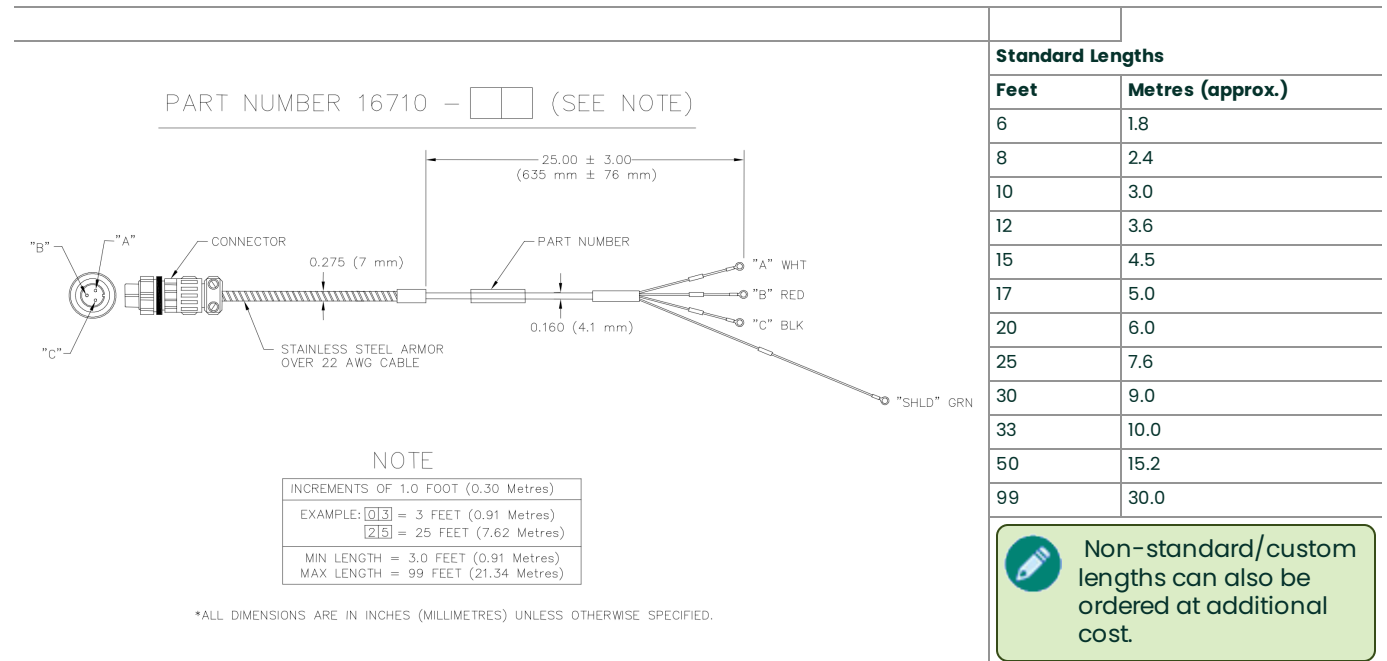 PART NUMBER 16710 – (SEE NOTE)
25.00 ± 3.00
(635 mm ± 76 mm)
"B"
"A"
CONNECTOR
PART NUMBER
0.275 (7 mm)
"A" WHT
"B" RED
"C" BLK
0.160 (4.1 mm)
"C"
STAINLESS STEEL ARMOR
OVER 22 AWG CABLE
"SHLD" GRN
NOTE
INCREMENTS OF 1.0 FOOT (0.30 Metres)
EXAMPLE: 03 = 3 FEET (0.91 Metres)
25 = 25 FEET (7.62 Metres)
MIN LENGTH = 3.0 FEET (0.91 Metres)
MAX LENGTH = 99 FEET (21.34 Metres)
*ALL DIMENSIONS ARE IN INCHES (MILLIMETRES) UNLESS OTHERWISE SPECIFIED.
Standard Lengths
Feet Metres (approx.)
6 1.8
8 2.4
10 3.0
12 3.6
15 4.5
17 5.0
20 6.0
25 7.6
30 9.0
33 10.0
50 15.2
99 30.0
Non-standard/custom
lengths can also be
ordered at additional
cost.